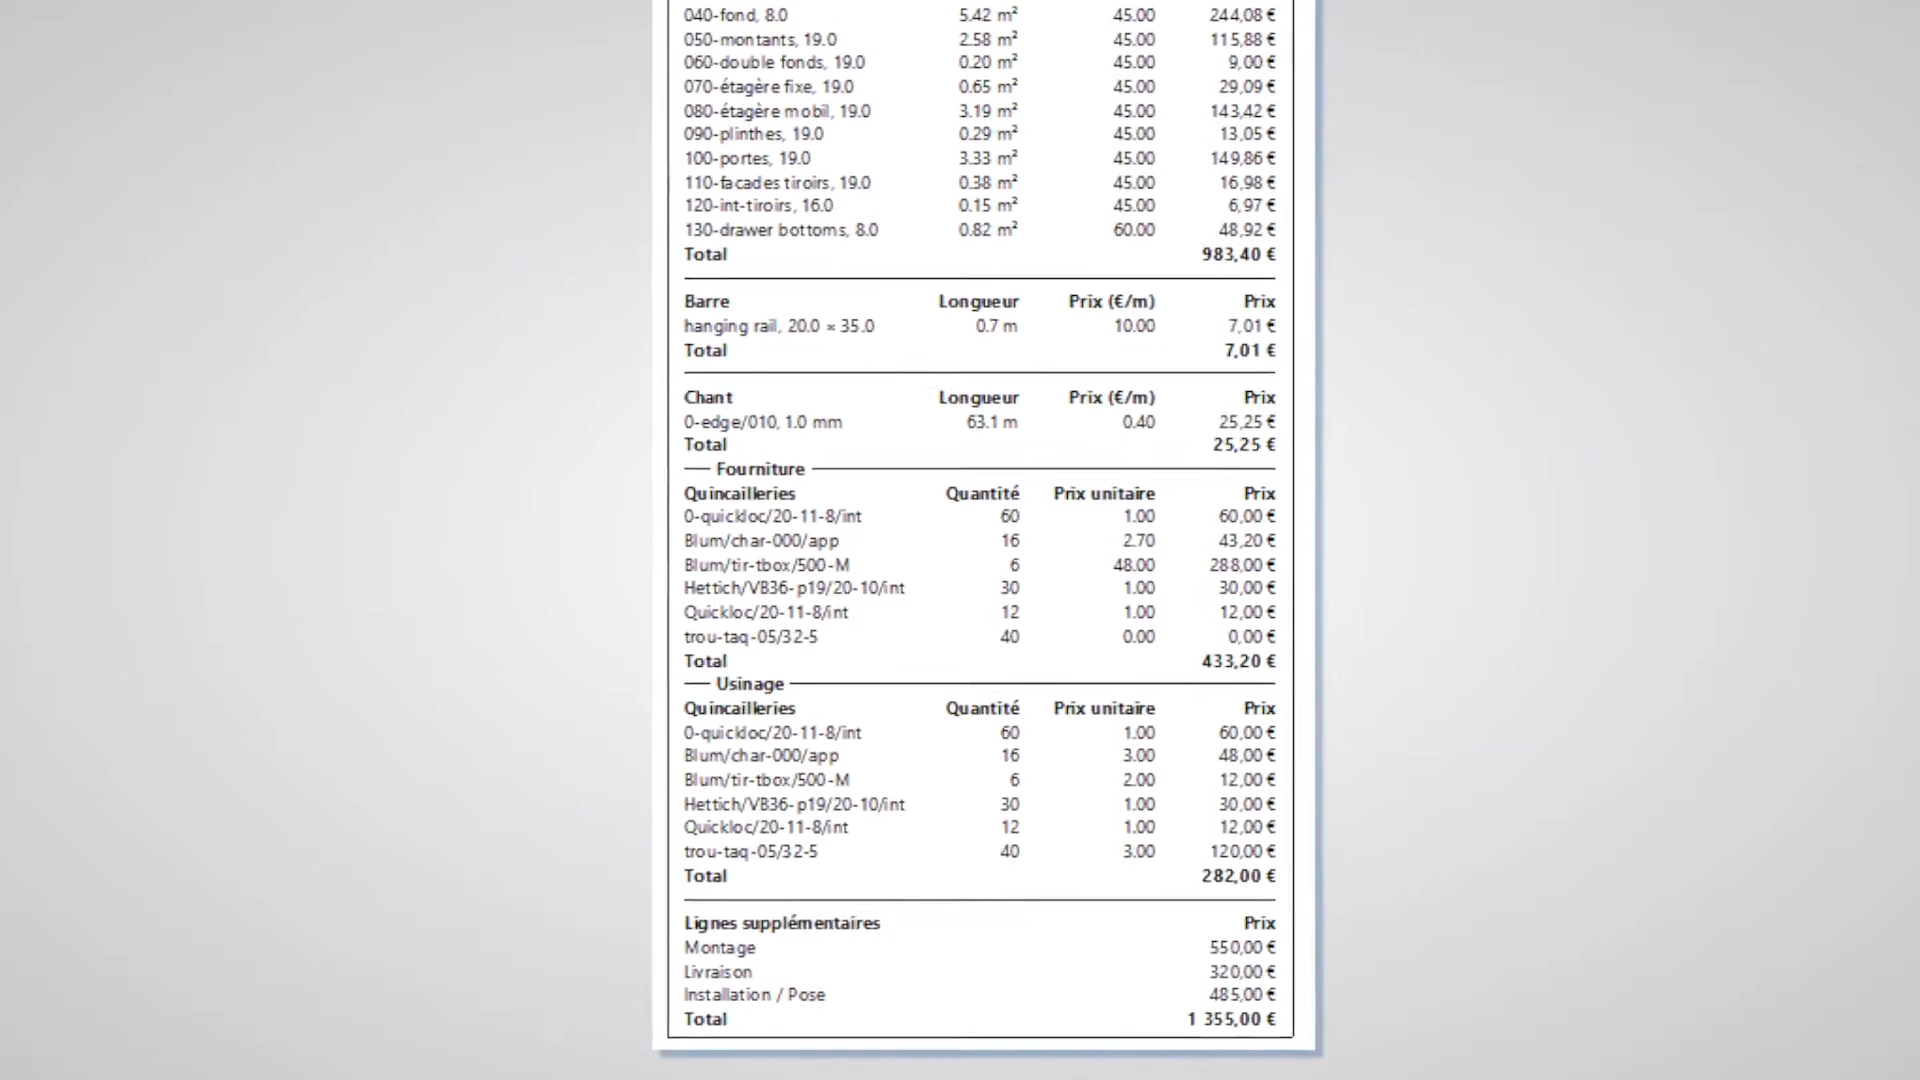 040-fond, 8.0 5.42 m² 45.00 244,08 €
050-montants, 19.0 2.58 m² 45.00 115,88 €
060-double fonds, 19.0 0.20 m² 45.00 9,00 €
070-étagère fixe, 19.0 0.65 m² 45.00 29,09 €
080-étagère mobil, 19.0 3.19 m² 45.00 143,42 €
090-plinthes, 19.0 0.29 m² 45.00 13,05 €
100-portes, 19.0 3.33 m² 45.00 149,86 €
110-facades tiroirs, 19.0 0.38 m² 45.00 16,98 €
120-int-tiroirs, 16.0 0.15 m² 45.00 6,97 €
130-drawer bottoms, 8.0 0.82 m² 60.00 48,92 €
Total 983,40 €
Barre Longueur Prix (€/m) Prix
hanging rail, 20.0 × 35.0 0.7 m 10.00 7,01 €
Total 7,01 €
Chant Longueur Prix (€/m) Prix
0-edge/010, 1.0 mm 63.1 m 0.40 25,25 €
Total 25,25 €
Fourniture
Quincailleries Quantité Prix unitaire Prix
0-quickloc/20-11-8/int 60 1.00 60,00 €
Blum/char-000/app 16 2.70 43,20 €
Blum/tir-tbox/500-M 6 48.00 288,00 €
Hettich/VB36-p19/20-10/int 30 1.00 30,00 €
Quickloc/20-11-8/int 12 1.00 12,00 €
trou-taq-05/32-5 40 0.00 0,00 €
Total 433,20 €
Usinage
Quincailleries Quantité Prix unitaire Prix
0-quickloc/20-11-8/int 60 1.00 60,00 €
Blum/char-000/app 16 3.00 48,00 €
Blum/tir-tbox/500-M 6 2.00 12,00 €
Hettich/VB36-p19/20-10/int 30 1.00 30,00 €
Quickloc/20-11-8/int 12 1.00 12,00 €
trou-taq-05/32-5 40 3.00 120,00 €
Total 282,00 €
Lignes supplémentaires Prix
Montage 550,00 €
Livraison 320,00 €
Installation / Pose 485,00 €
Total 1 355,00 €